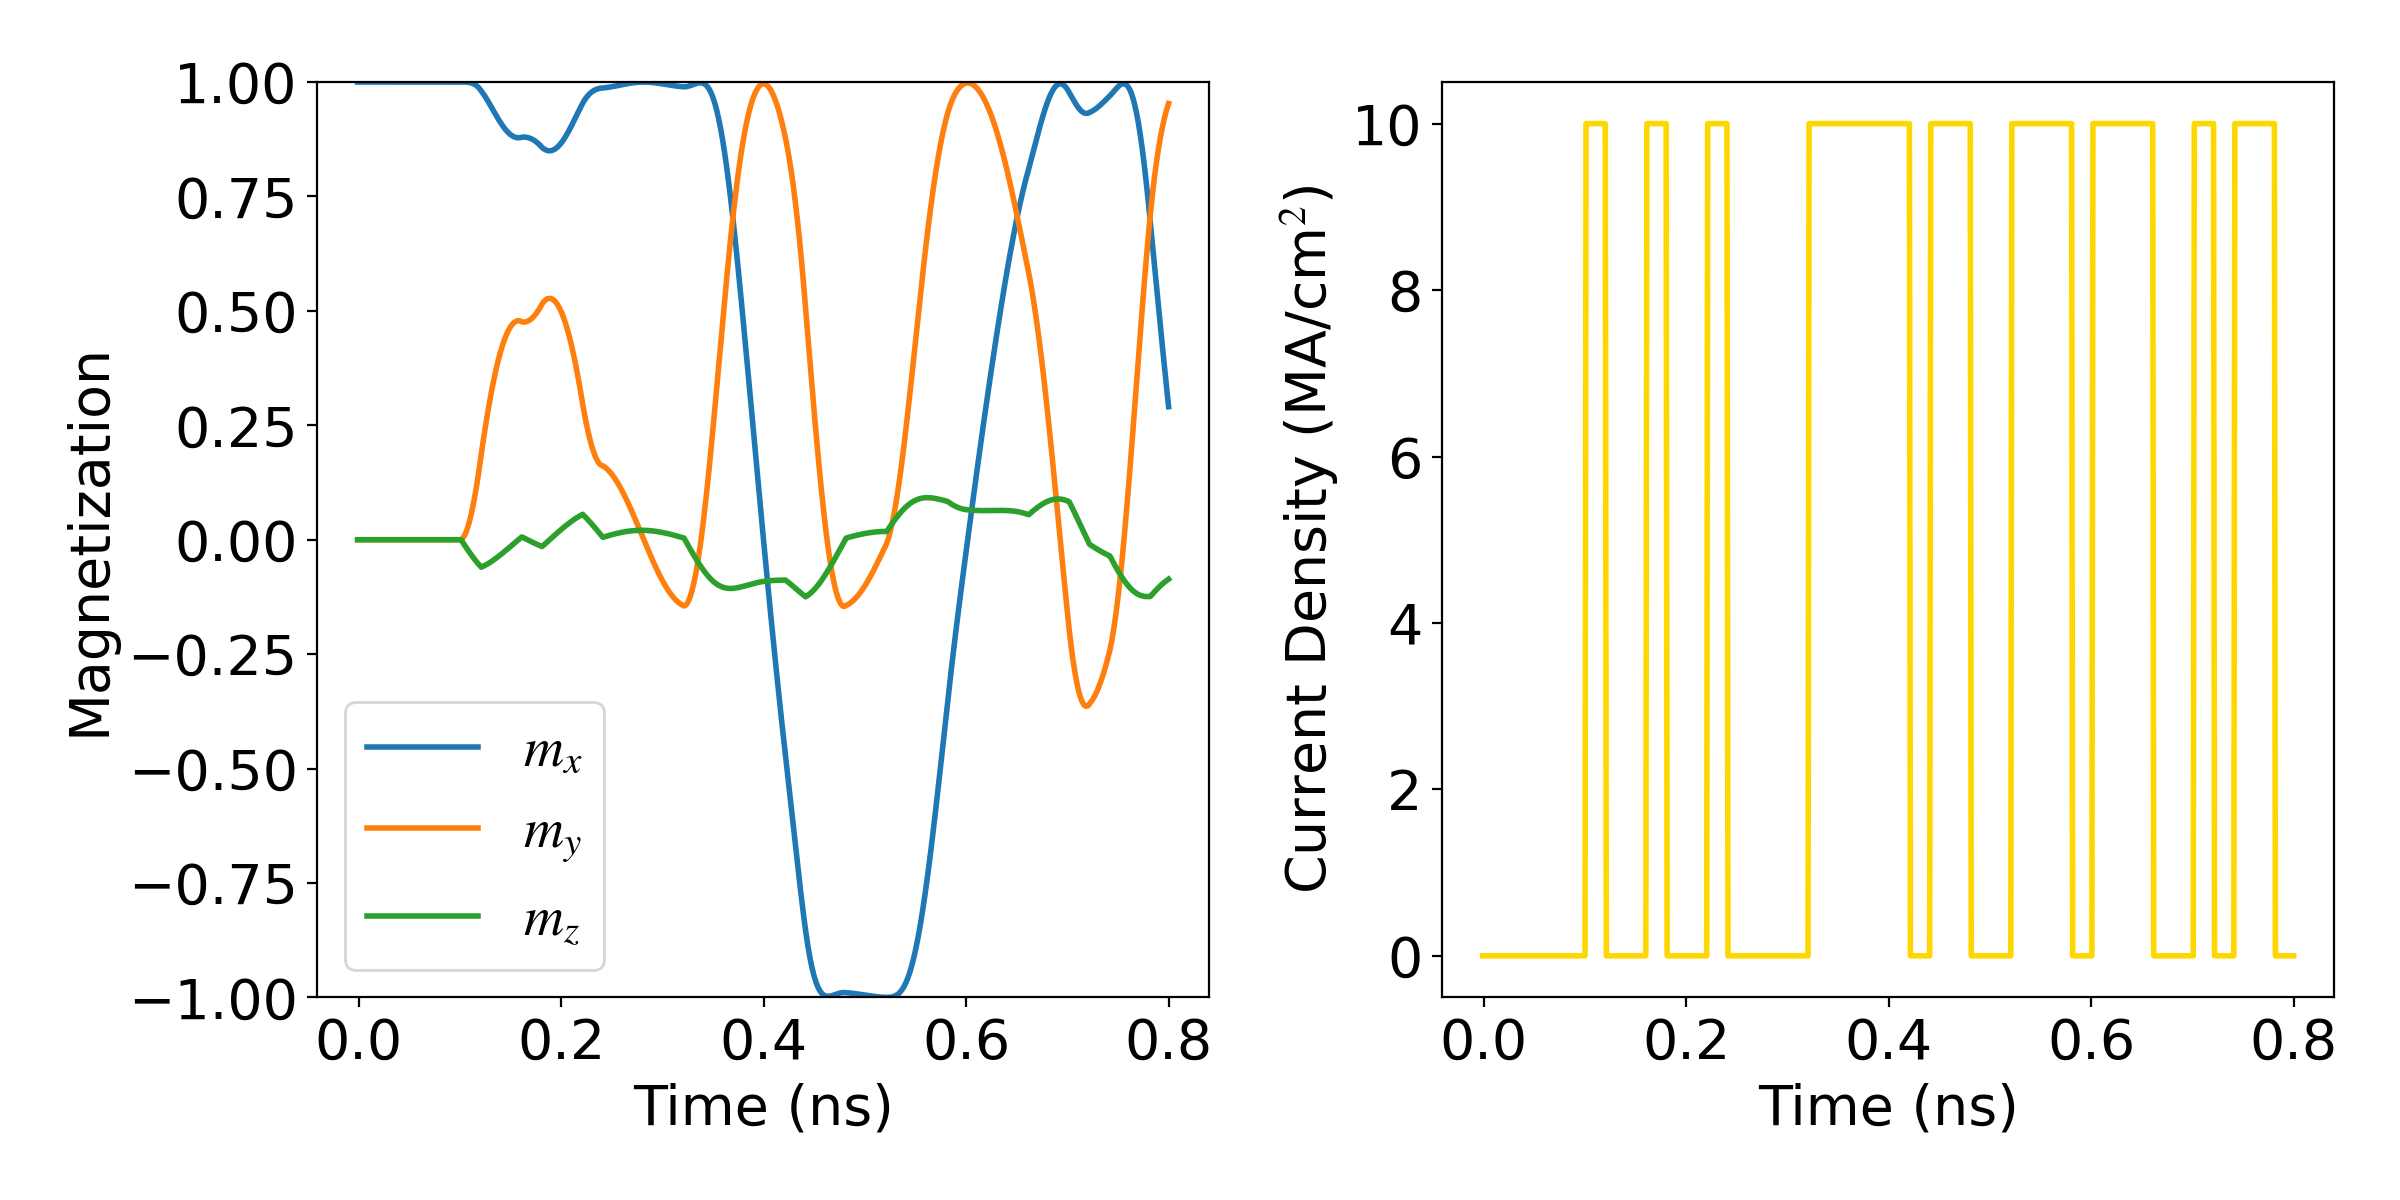 Magnetization
1.00
0.75
0.50
0.25
0.00
−0.25
−0.50
−0.75
−1.00
m_x
m_y
m_z
0.0 0.2 0.4 0.6 0.8
Time (ns)
Current Density (MA/cm²)
10
8
6
4
2
0
0.0 0.2 0.4 0.6 0.8
Time (ns)